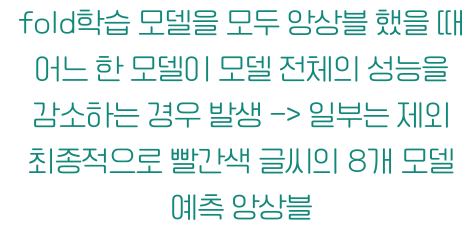 fold학습 모델을 모두 앙상블 했을 때
어느 한 모델이 모델 전체의 성능을
감소하는 경우 발생 -> 일부는 제외
최종적으로 빨간색 글씨의 8개 모델
예측 앙상블